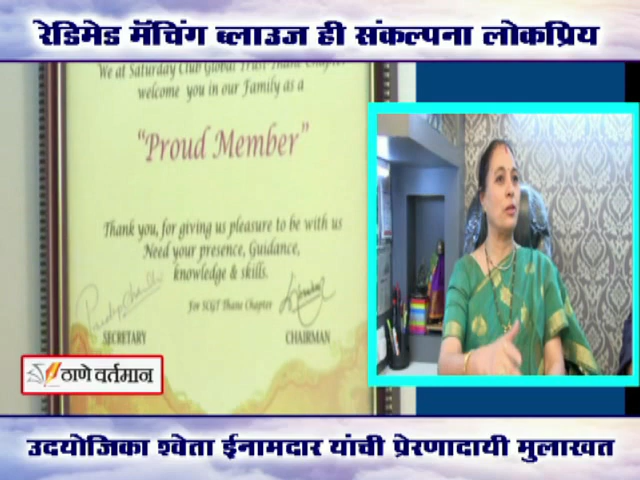 रेडिमेड मॅचिंग ब्लाउज ही संकल्पना लोकप्रिय
We at Saturday Club Global Trust Thane Chapter
welcome you in our Family as a
"Proud Member"
Thank you, for giving us pleasure to be with us
Need your presence, Guidance,
knowledge & skills.
For SCGT Thane Chapter
SECRETARY
CHAIRMAN
ठाणे वर्तमान
उदयोजिका श्वेता ईनामदार यांची प्रेरणादायी मुलाखत